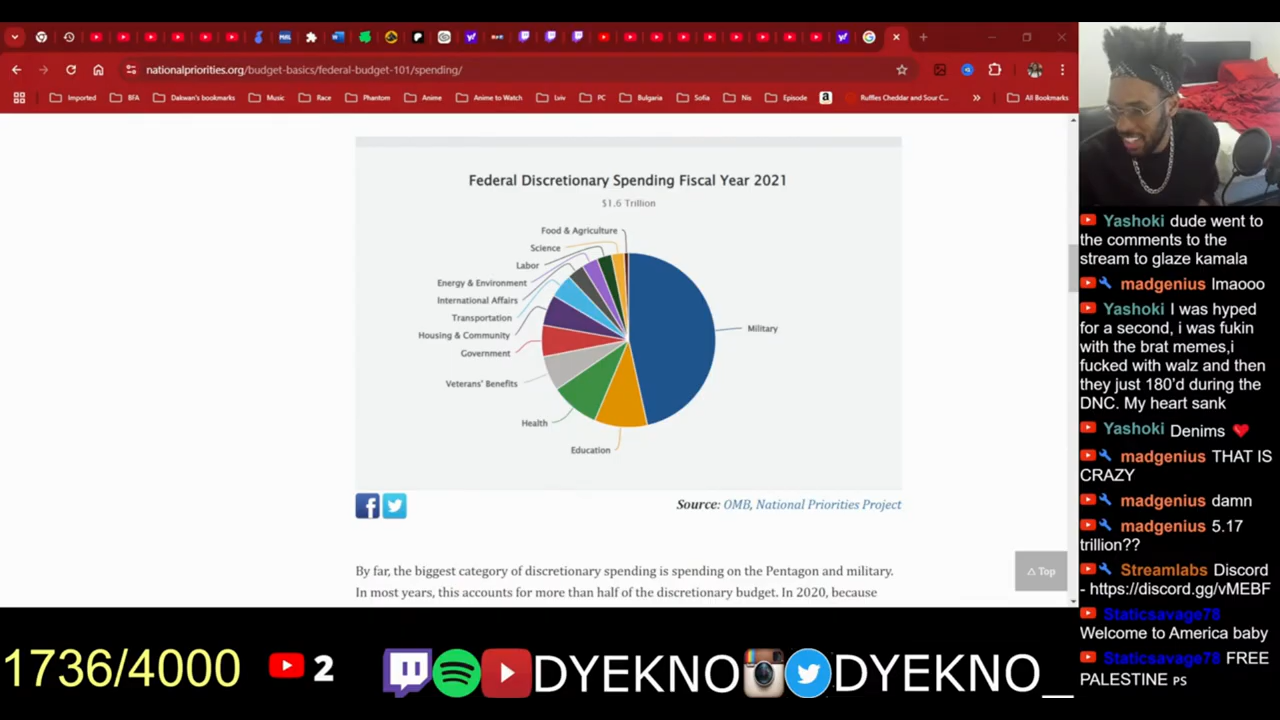 nationalpriorities.org/budget-basics/federal-budget-101/spending/
Imported
BFA
Dakwan's bookmarks
Music
Race
Phantom
Anime
Anime to Watch
Lviv
PC
Bulgaria
Sofia
Nis
Episode
Ruffles Cheddar and Sour C...
All Bookmarks
Federal Discretionary Spending Fiscal Year 2021
$1.6 Trillion
Food & Agriculture
Science
Labor
Energy & Environment
International Affairs
Transportation
Housing & Community
Government
Veterans' Benefits
Health
Education
Military
Source: OMB, National Priorities Project
By far, the biggest category of discretionary spending is spending on the Pentagon and military.
In most years, this accounts for more than half of the discretionary budget. In 2020, because
Top
Yashoki dude went to
the comments to the
stream to glaze kamala
madgenius lmaooo
Yashoki I was hyped
for a second, i was fukin
with the brat memes,i
fucked with walz and then
they just 180'd during the
DNC. My heart sank
Yashoki Denims
madgenius THAT IS
CRAZY
madgenius damn
madgenius 5.17
trillion??
Streamlabs Discord
- https://discord.gg/vMEBF
Staticsavage78
Welcome to America baby
Staticsavage78 FREE
PALESTINE PS
1736/4000
2
DYEKNO
DYEKNO_